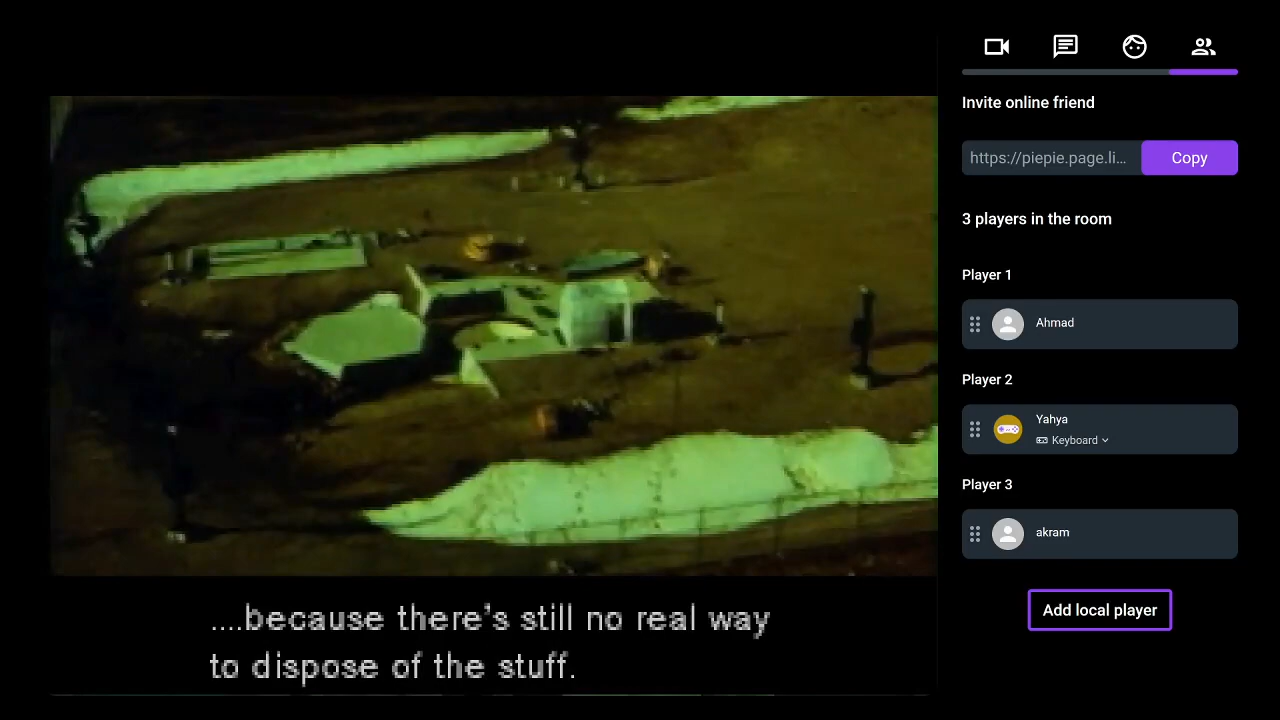 ....because there's still no real way
to dispose of the stuff.
Invite online friend
https://piepie.page.li...
Copy
3 players in the room
Player 1
Ahmad
Player 2
Yahya
Keyboard
Player 3
akram
Add local player